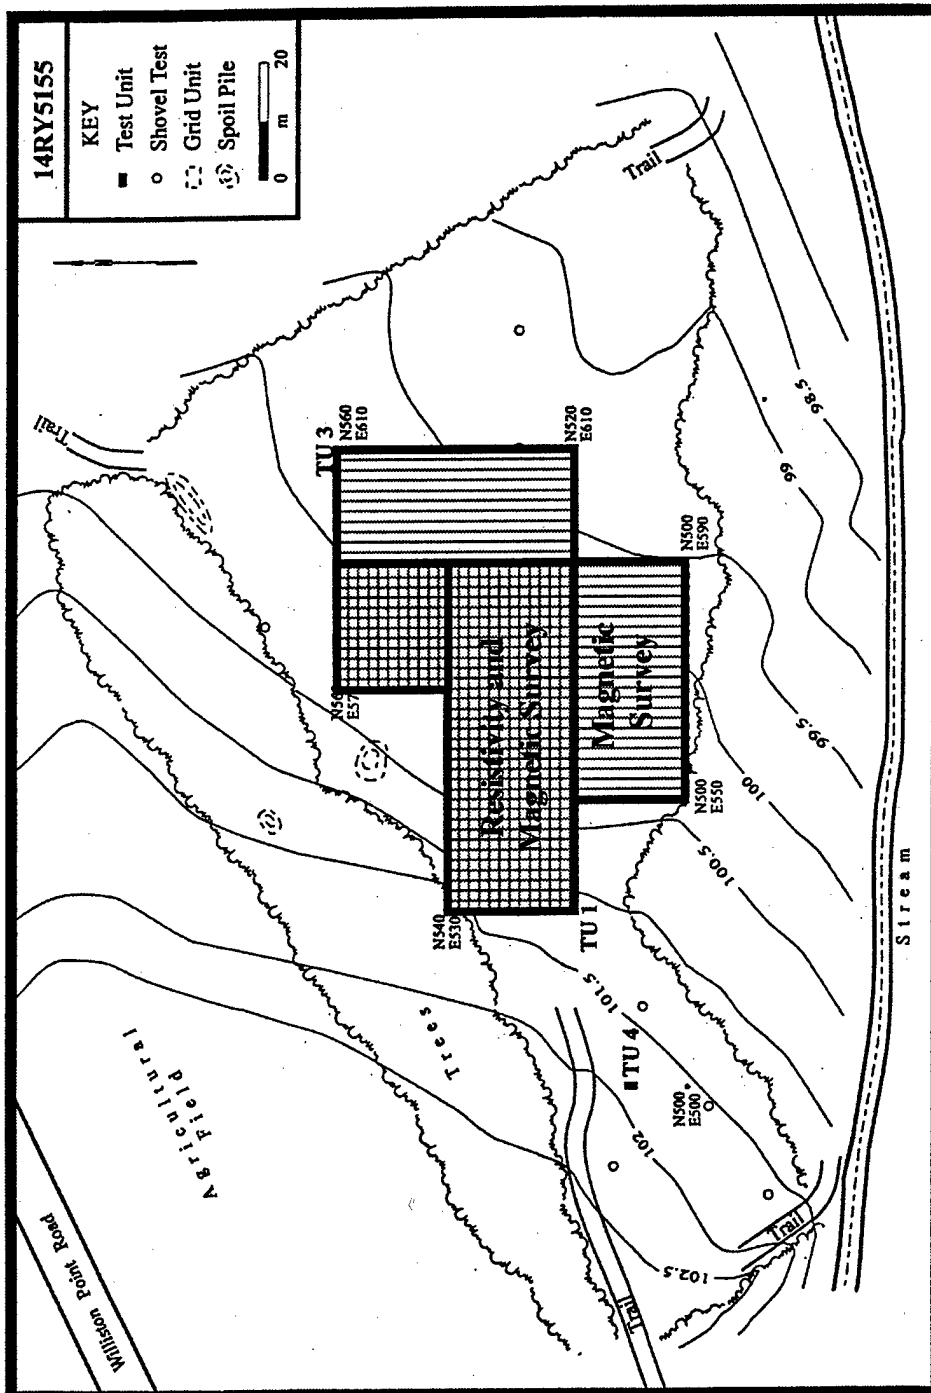 14RY5155
KEY
Test Unit
Shovel Test
Grid Unit
Spoil Pile
0 m 20
Williston Point Road
Agricultural
Field
Trees
Trail
Trail
Trail
Trail
TU 3
N560
E610
N520
E610
N56
E57
N540
E530
Resistivity and
Magnetic Survey
Magnetic
Survey
N500
E590
N500
E550
TU 1
TU 4
N500
E500
102.5
102
101.5
100.5
100
99.5
99
98.5
Stream